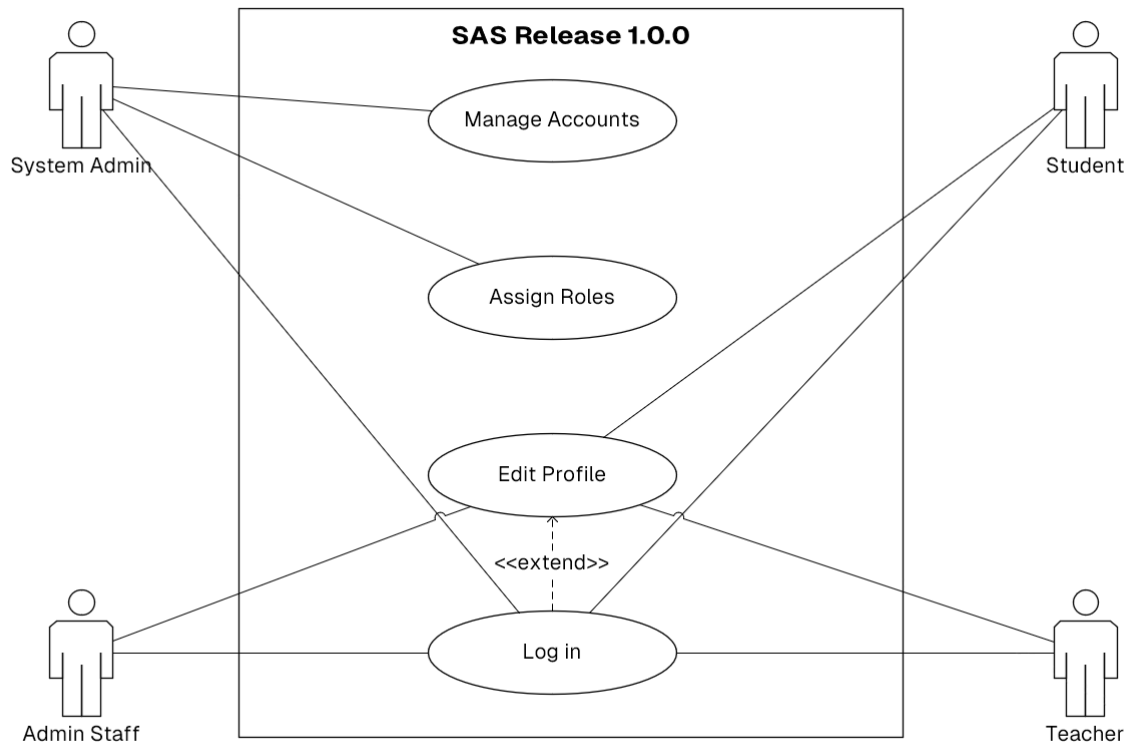 SAS Release 1.0.0
Manage Accounts
System Admin
Student
Assign Roles
Edit Profile
<<extend>>
Log in
Admin Staff
Teacher